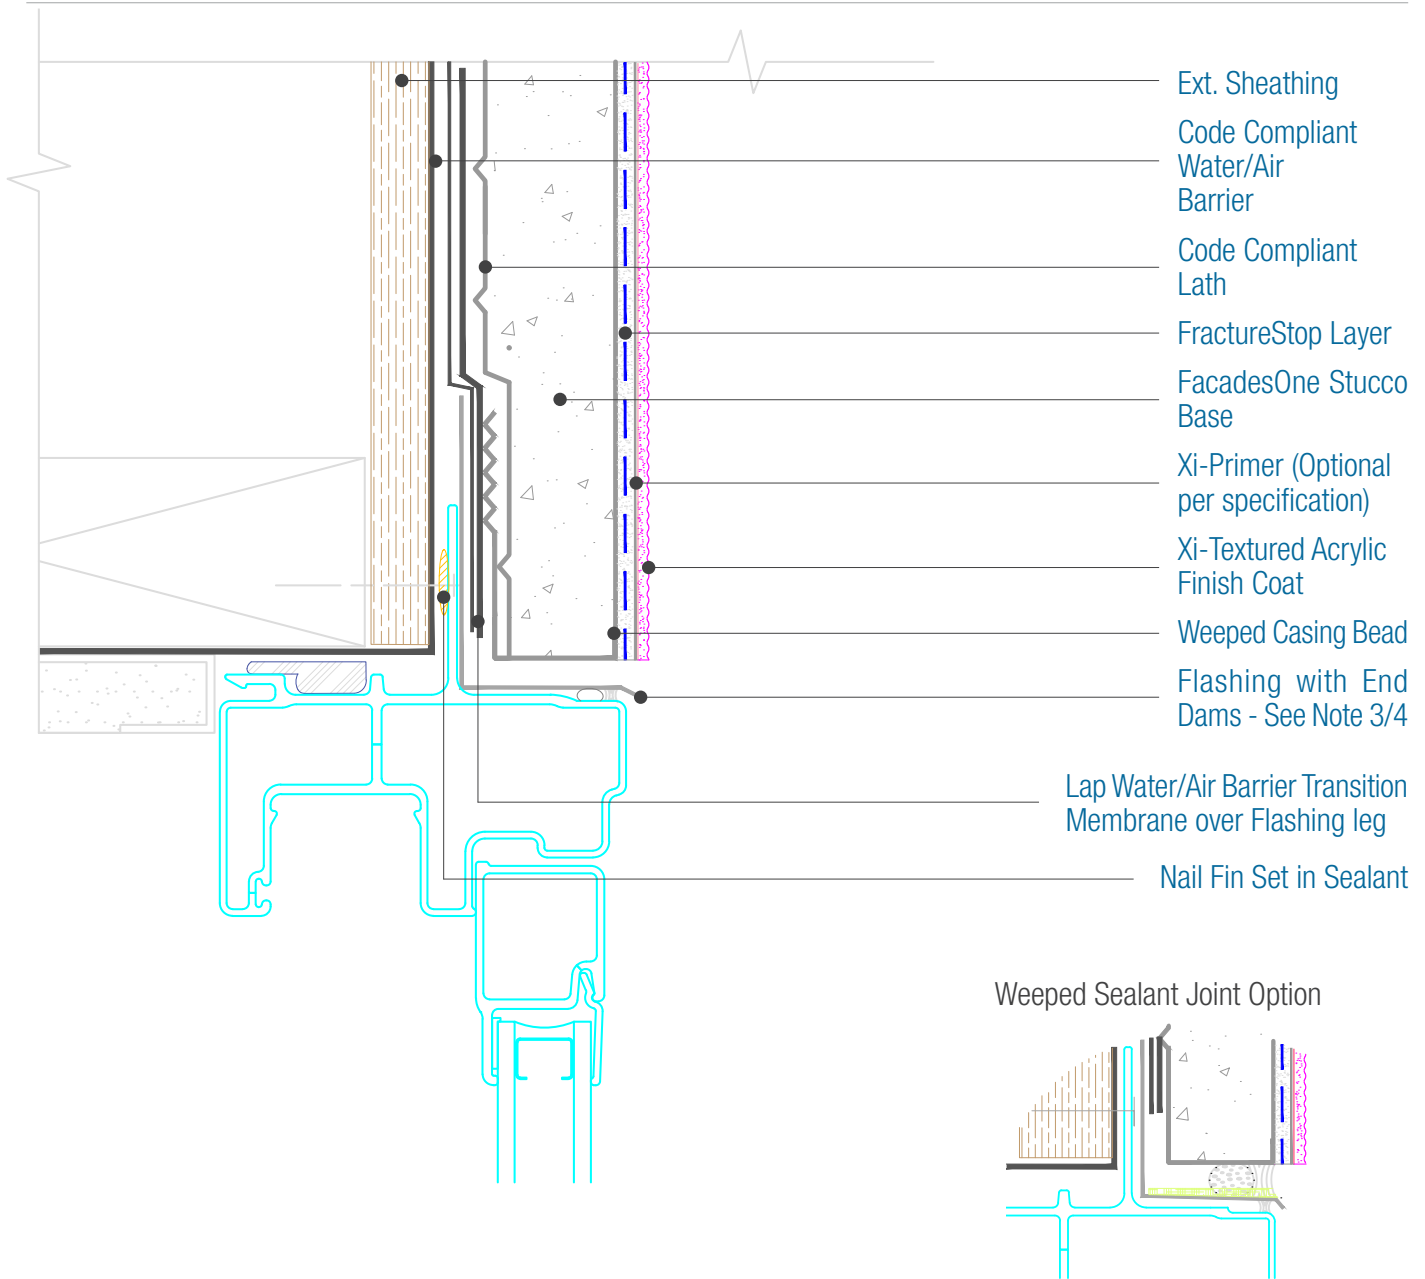 Ext. Sheathing
Code Compliant
Water/Air
Barrier
Code Compliant
Lath
FractureStop Layer
FacadesOne Stucco
Base
Xi-Primer (Optional
per specification)
Xi-Textured Acrylic
Finish Coat
Weeped Casing Bead
Flashing with End
Dams - See Note 3/4
Lap Water/Air Barrier Transition
Membrane over Flashing leg
Nail Fin Set in Sealant
Weeped Sealant Joint Option